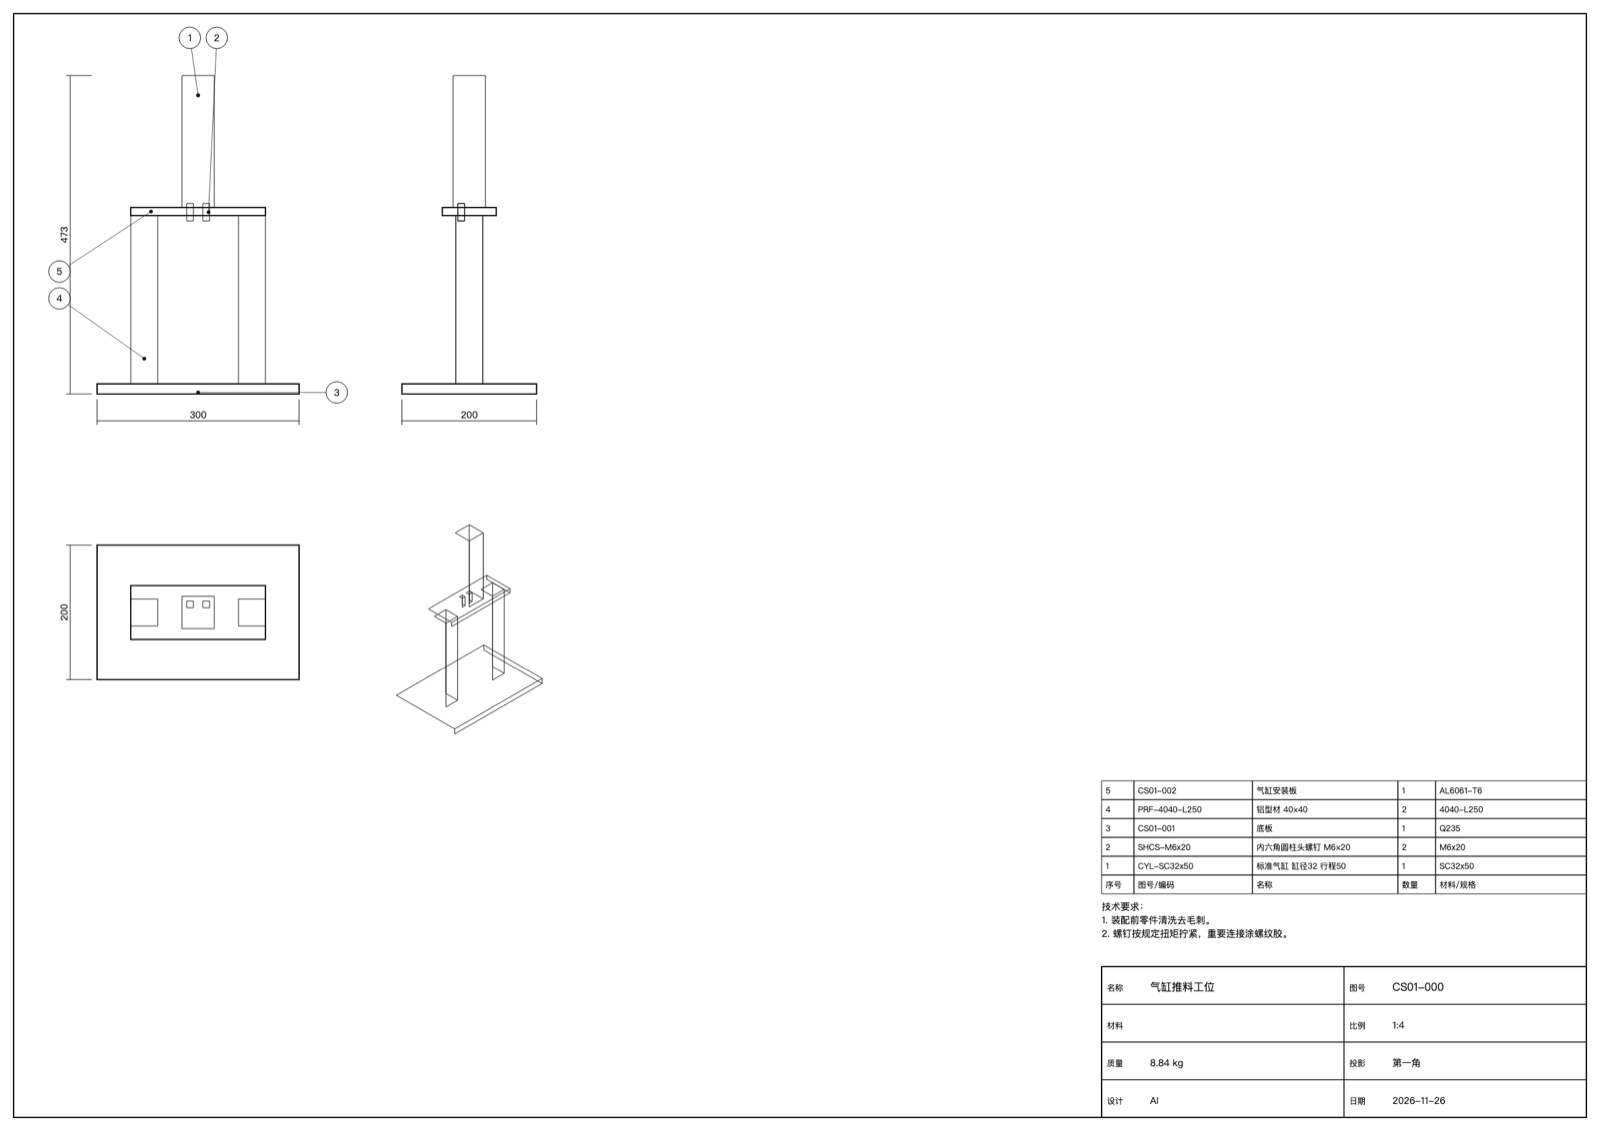 1 2
473
5
4
3
300
200
200
5 CS01-002 气缸安装板 1 AL6061-T6
4 PRF-4040-L250 铝型材 40x40 2 4040-L250
3 CS01-001 底板 1 Q235
2 SHCS-M6x20 内六角圆柱头螺钉 M6×20 2 M6x20
1 CYL-SC32x50 标准气缸 缸径32 行程50 1 SC32x50
序号 图号/编码 名称 数量 材料/规格
技术要求:
1. 装配前零件清洗去毛刺。
2. 螺钉按规定扭矩拧紧，重要连接涂螺纹胶。
名称 气缸推料工位 图号 CS01-000
材料 比例 1:4
质量 8.84 kg 投影 第一角
设计 AI 日期 2026-11-26